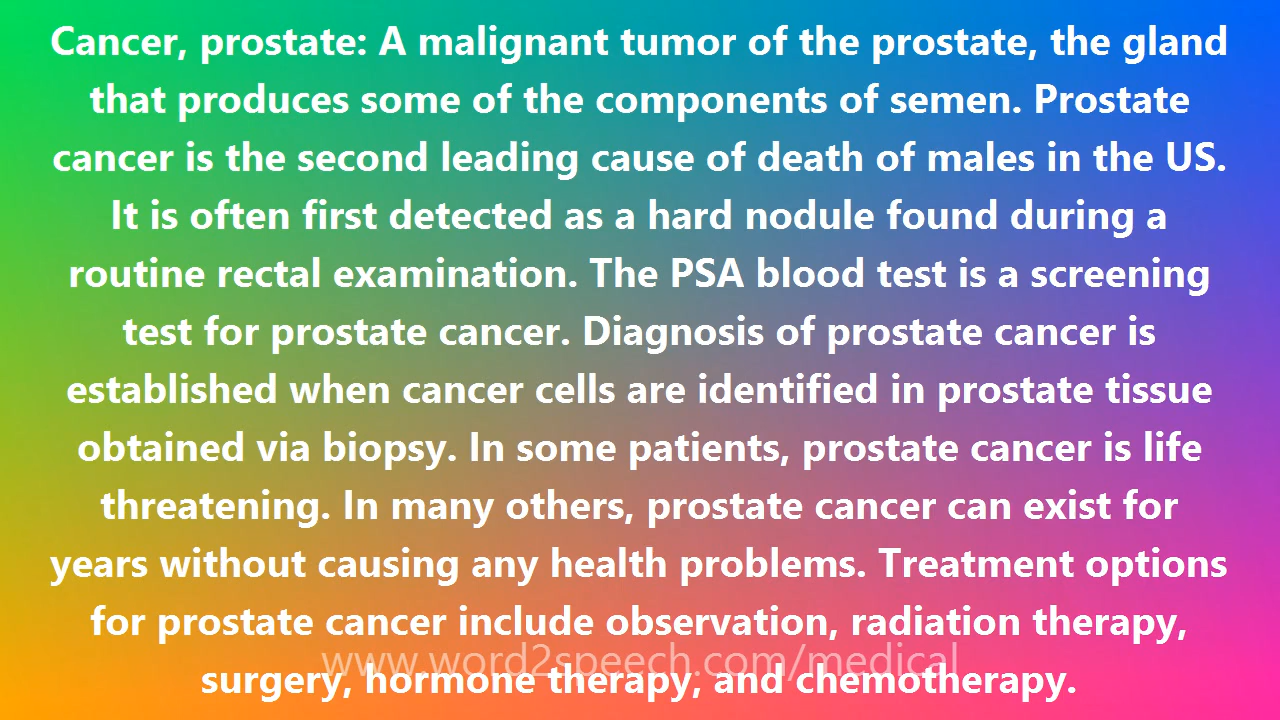 Cancer, prostate: A malignant tumor of the prostate, the gland
that produces some of the components of semen. Prostate
cancer is the second leading cause of death of males in the US.
It is often first detected as a hard nodule found during a
routine rectal examination. The PSA blood test is a screening
test for prostate cancer. Diagnosis of prostate cancer is
established when cancer cells are identified in prostate tissue
obtained via biopsy. In some patients, prostate cancer is life
threatening. In many others, prostate cancer can exist for
years without causing any health problems. Treatment options
for prostate cancer include observation, radiation therapy,
www.word2speech.com/medical
surgery, hormone therapy, and chemotherapy.